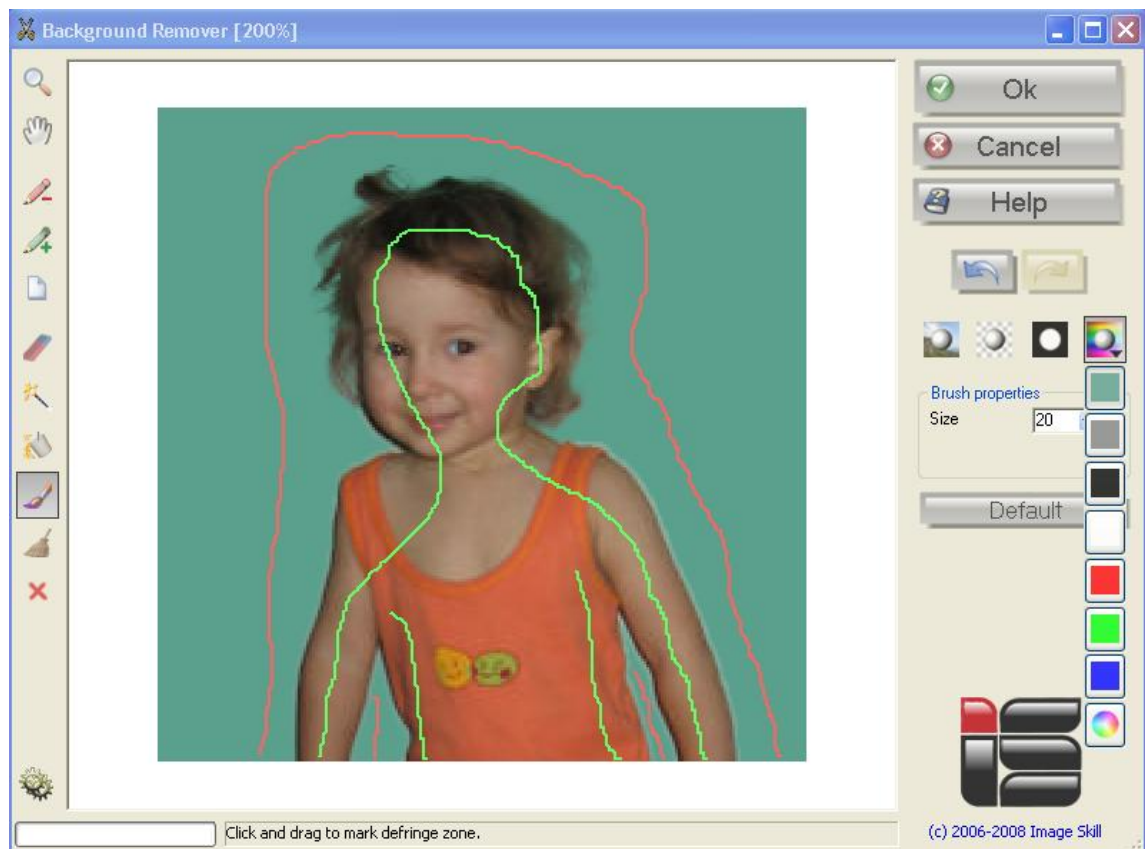 Background Remover [200%]
Ok
Cancel
Help
Brush properties
Size 20
Default
Click and drag to mark defringe zone.
(c) 2006-2008 Image Skill